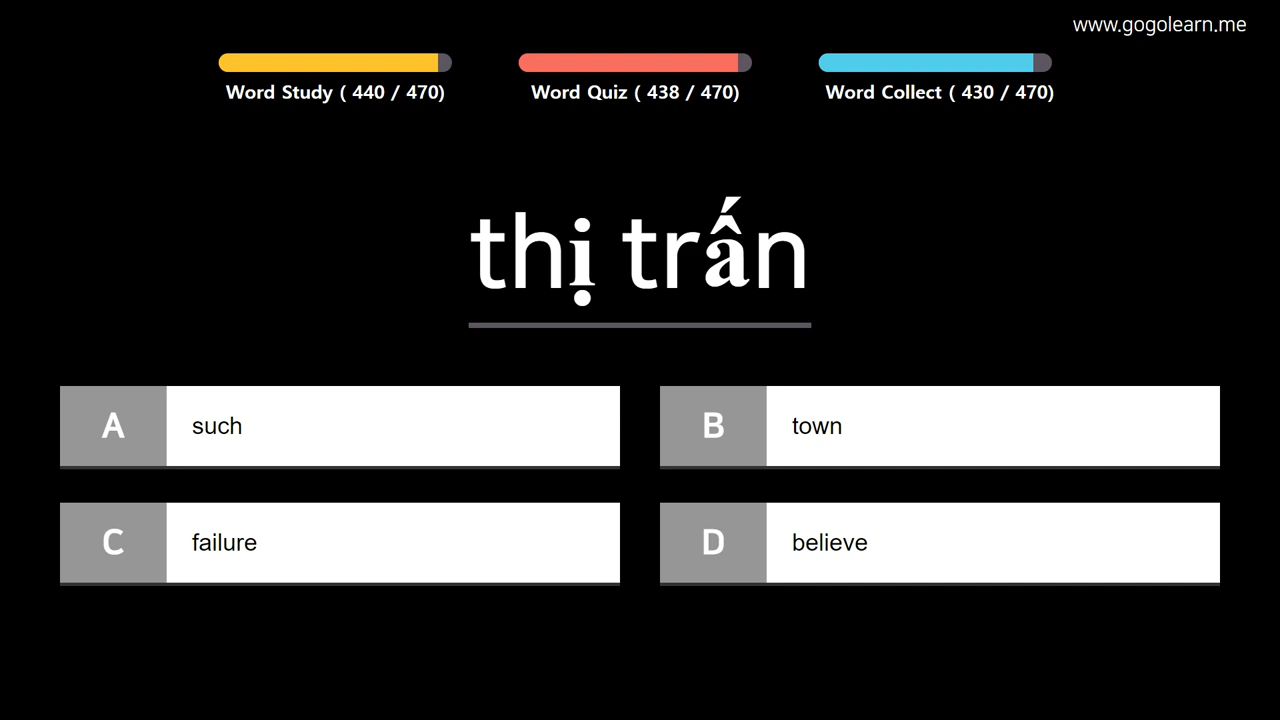 www.gogolearn.me
Word Study ( 440 / 470)
Word Quiz ( 438 / 470)
Word Collect ( 430 / 470)
thị trấn
A such
B town
C failure
D believe